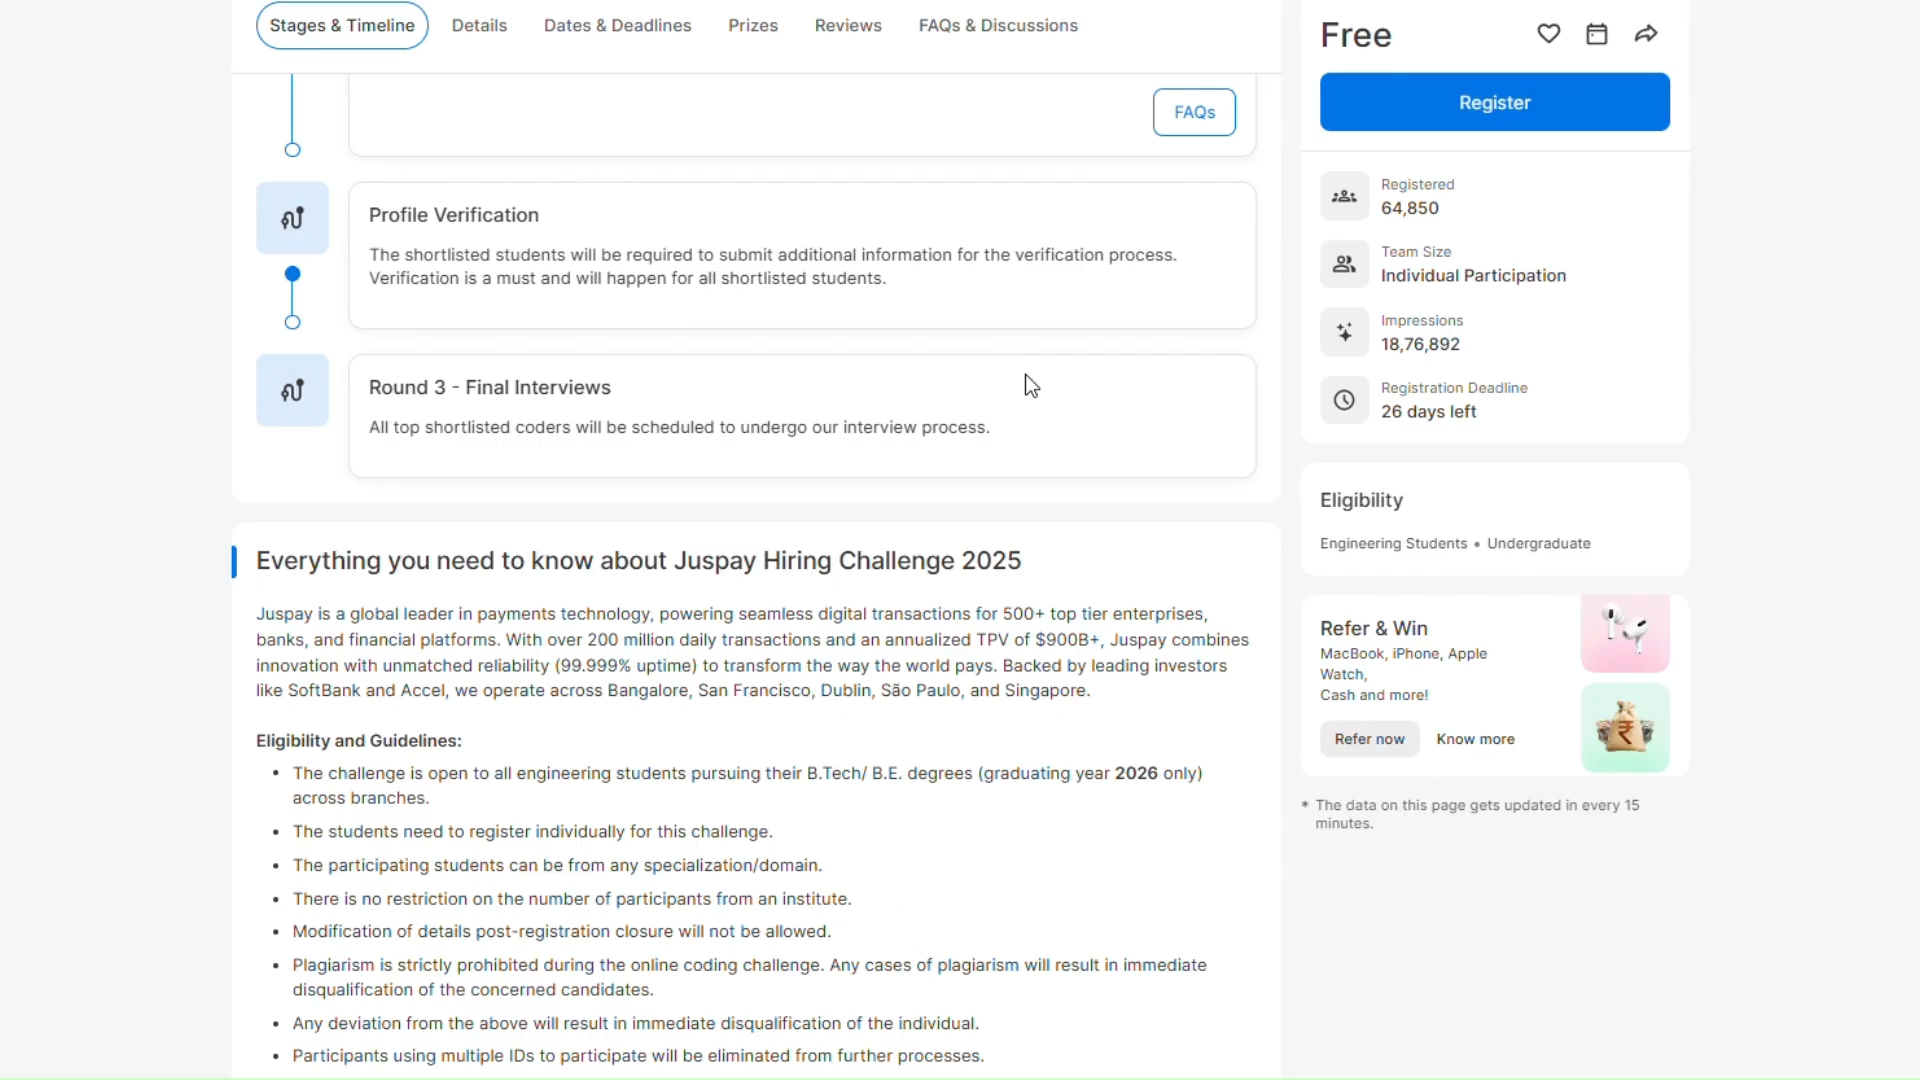 Stages & Timeline
Details
Dates & Deadlines
Prizes
Reviews
FAQs & Discussions
FAQs
Profile Verification
The shortlisted students will be required to submit additional information for the verification process.
Verification is a must and will happen for all shortlisted students.
Round 3 - Final Interviews
All top shortlisted coders will be scheduled to undergo our interview process.
Everything you need to know about Juspay Hiring Challenge 2025
Juspay is a global leader in payments technology, powering seamless digital transactions for 500+ top tier enterprises,
banks, and financial platforms. With over 200 million daily transactions and an annualized TPV of $900B+, Juspay combines
innovation with unmatched reliability (99.999% uptime) to transform the way the world pays. Backed by leading investors
like SoftBank and Accel, we operate across Bangalore, San Francisco, Dublin, São Paulo, and Singapore.
Eligibility and Guidelines:
• The challenge is open to all engineering students pursuing their B.Tech/ B.E. degrees (graduating year 2026 only)
across branches.
• The students need to register individually for this challenge.
• The participating students can be from any specialization/domain.
• There is no restriction on the number of participants from an institute.
• Modification of details post-registration closure will not be allowed.
• Plagiarism is strictly prohibited during the online coding challenge. Any cases of plagiarism will result in immediate
disqualification of the concerned candidates.
• Any deviation from the above will result in immediate disqualification of the individual.
• Participants using multiple IDs to participate will be eliminated from further processes.
Free
Register
Registered
64,850
Team Size
Individual Participation
Impressions
18,76,892
Registration Deadline
26 days left
Eligibility
Engineering Students • Undergraduate
Refer & Win
MacBook, iPhone, Apple
Watch,
Cash and more!
Refer now
Know more
₹
* The data on this page gets updated in every 15
minutes.